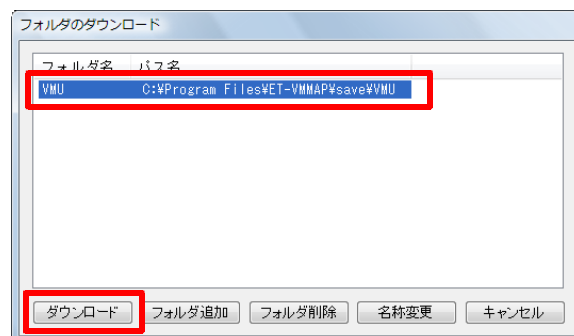 フォルダのダウンロード
フォルダ名 パス名
VMU C:¥Program Files¥ET-VMMAP¥save¥VMU
ダウンロード フォルダ追加 フォルダ削除 名称変更 キャンセル